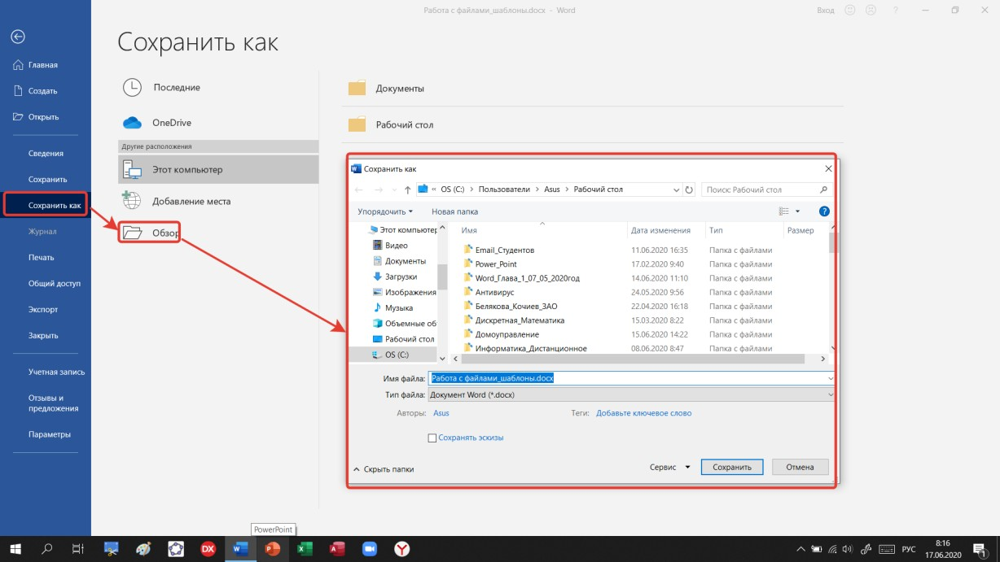 Работа с файлами_шаблоны.docx - Word
Вход
?
Сохранить как
Главная
Создать
Открыть
Сведения
Сохранить
Сохранить как
Журнал
Печать
Общий доступ
Экспорт
Закрыть
Учетная запись
Отзывы и
предложения
Параметры
Последние
OneDrive
Другие расположения
Этот компьютер
Добавление места
Обзор
Документы
Рабочий стол
Сохранить как
« OS (C:) › Пользователи › Asus › Рабочий стол
Поиск: Рабочий стол
Упорядочить
Новая папка
?
Этот компьютер
Видео
Документы
Загрузки
Изображения
Музыка
Объемные об
Рабочий стол
OS (C:)
Имя Дата изменения Тип Размер
Email_Студентов 11.06.2020 16:35 Папка с файлами
Power_Point 17.02.2020 9:40 Папка с файлами
Word_Глава_1_07_05_2020год 14.06.2020 11:10 Папка с файлами
Антивирус 24.05.2020 9:56 Папка с файлами
Белякова_Кочиев_ЗАО 22.04.2020 16:18 Папка с файлами
Дискретная_Математика 15.03.2020 8:22 Папка с файлами
Домоуправление 15.06.2020 14:22 Папка с файлами
Информатика_Дистанционное 08.06.2020 8:47 Папка с файлами
Имя файла: Работа с файлами_шаблоны.docx
Тип файла: Документ Word (*.docx)
Авторы: Asus
Теги: Добавьте ключевое слово
Сохранять эскизы
Скрыть папки
Сервис
Сохранить
Отмена
PowerPoint
DX
РУС
8:16
17.06.2020
1